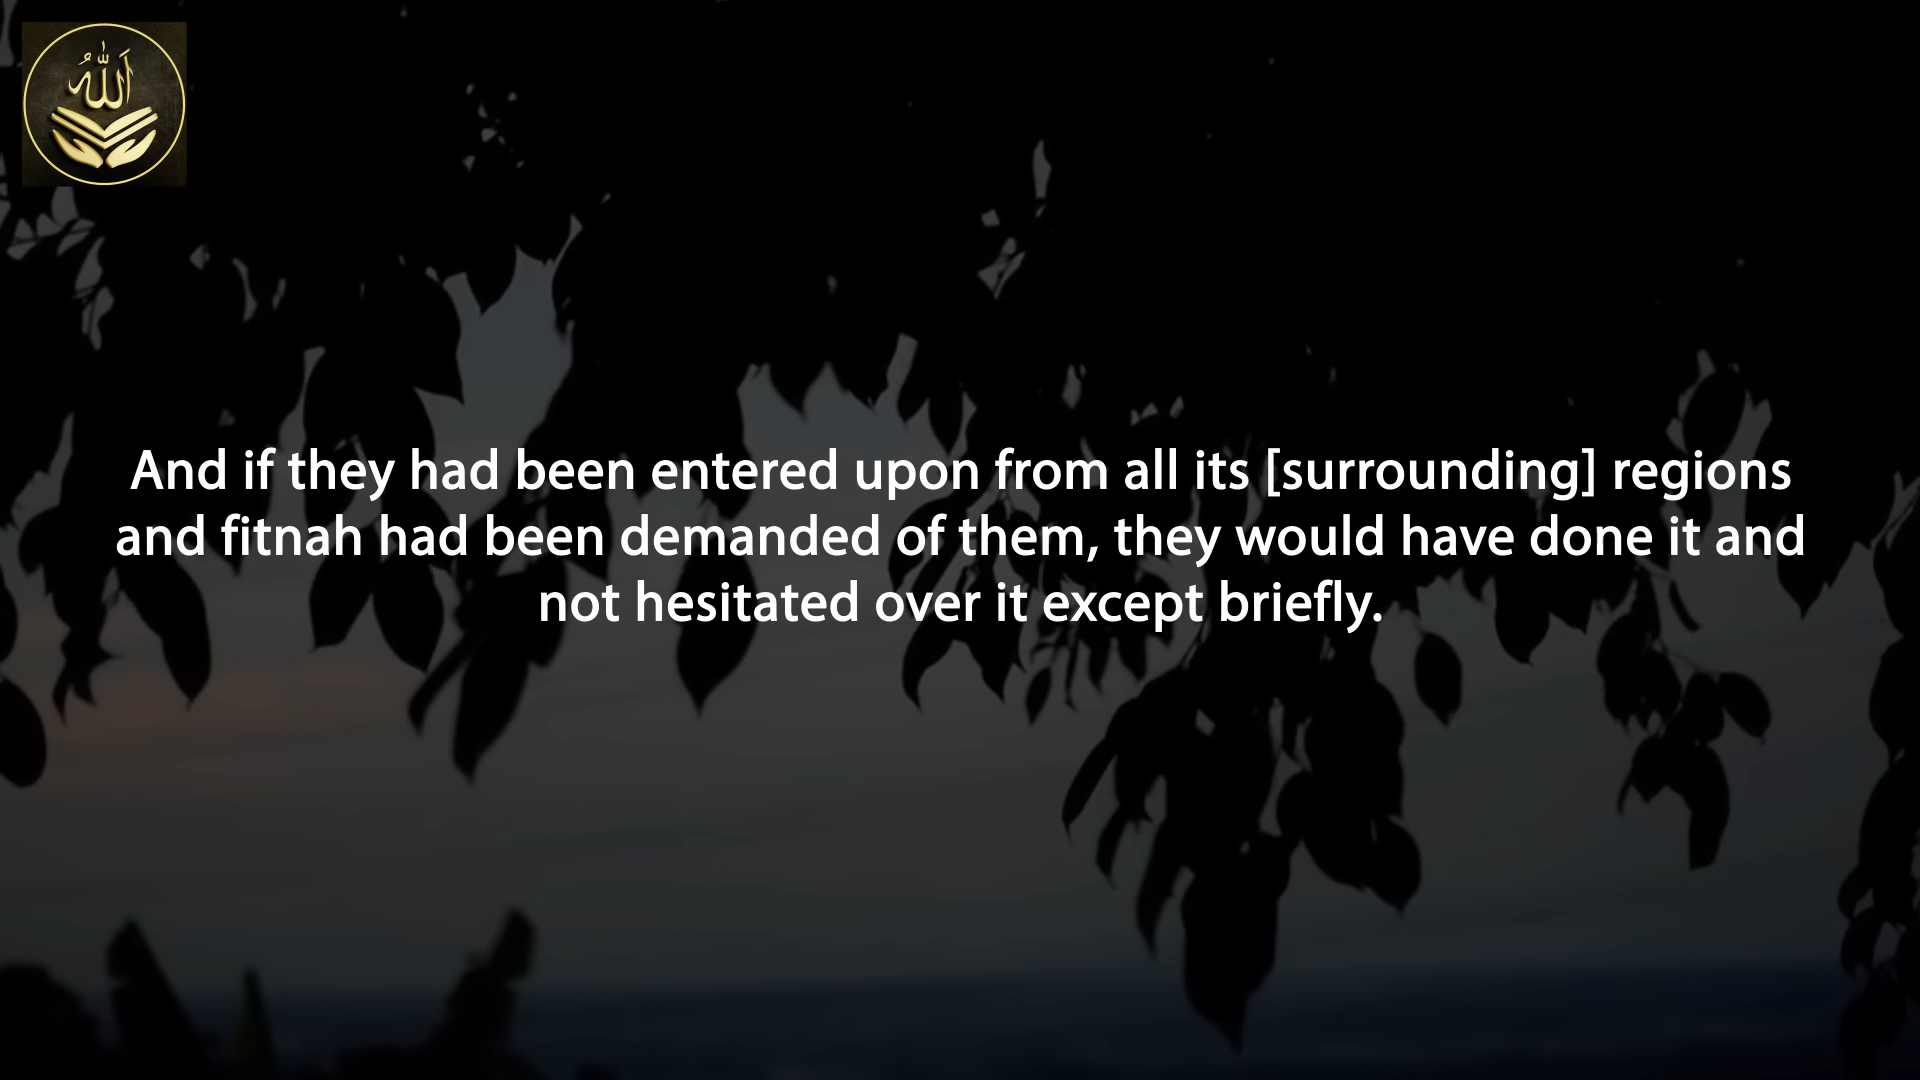 الله
And if they had been entered upon from all its [surrounding] regions
and fitnah had been demanded of them, they would have done it and
not hesitated over it except briefly.